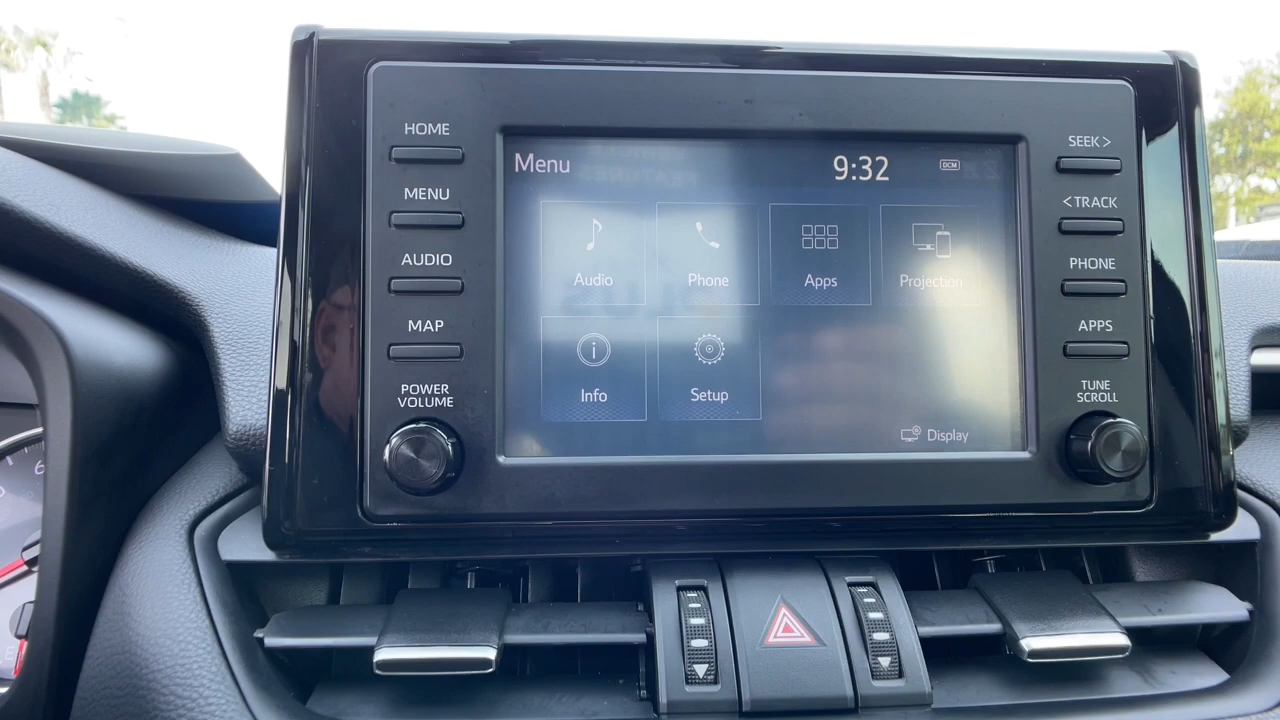 HOME
MENU
AUDIO
MAP
POWER
VOLUME
Menu
9:32
DCM
Audio
Phone
Apps
Projection
Info
Setup
Display
SEEK >
< TRACK
PHONE
APPS
TUNE
SCROLL
6
E